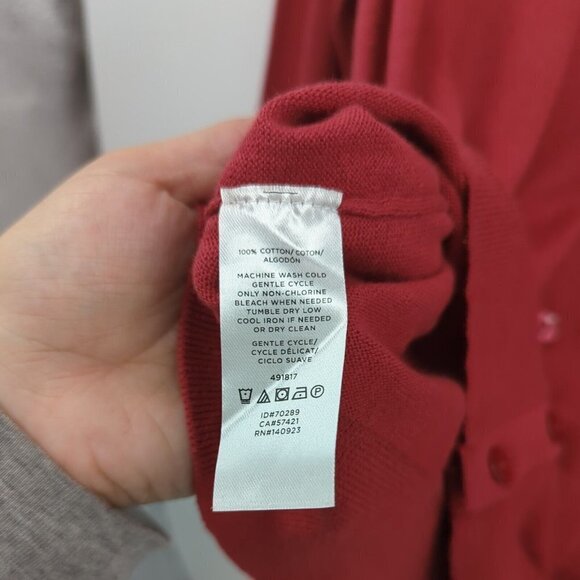 100% COTTON/COTON/
ALGODÓN
MACHINE WASH COLD
GENTLE CYCLE
ONLY NON-CHLORINE
BLEACH WHEN NEEDED
TUMBLE DRY LOW
COOL IRON IF NEEDED
OR DRY CLEAN
GENTLE CYCLE/
CYCLE DÉLICAT/
CICLO SUAVE
491817
ID#70289
CA#57421
RN#140923